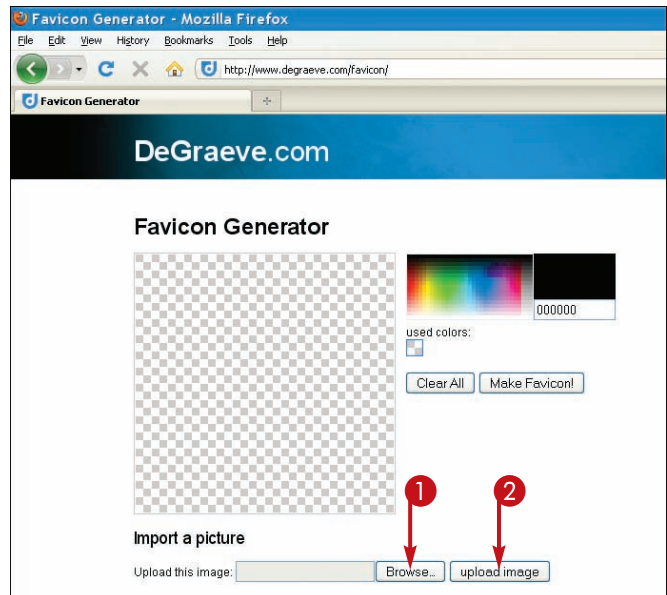 Favicon Generator - Mozilla Firefox
File Edit View History Bookmarks Tools Help
http://www.degraeve.com/favicon/
Favicon Generator
DeGraeve.com
Favicon Generator
000000
used colors:
Clear All Make Favicon!
1 2
Import a picture
Upload this image: Browse... upload image